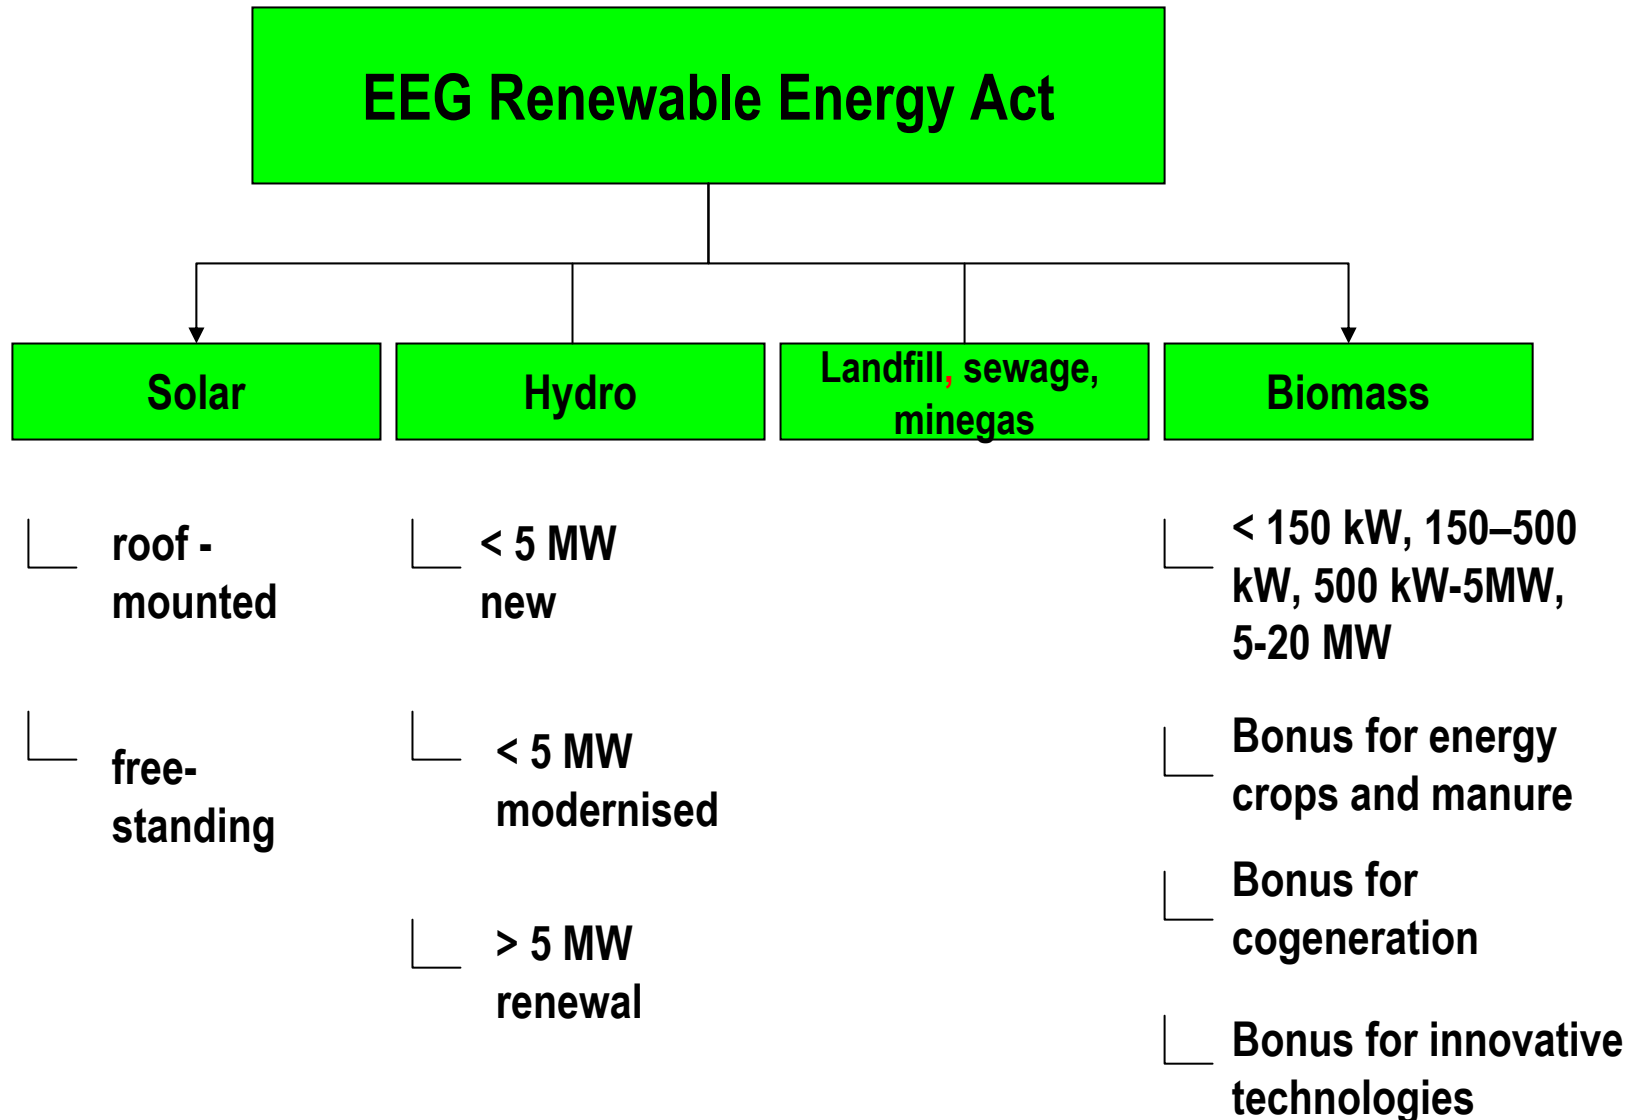 EEG Renewable Energy Act
Solar
Hydro
Landfill, sewage,
minegas
Biomass
roof -
mounted
free-
standing
< 5 MW
new
< 5 MW
modernised
> 5 MW
renewal
< 150 kW, 150–500
kW, 500 kW-5MW,
5-20 MW
Bonus for energy
crops and manure
Bonus for
cogeneration
Bonus for innovative
technologies